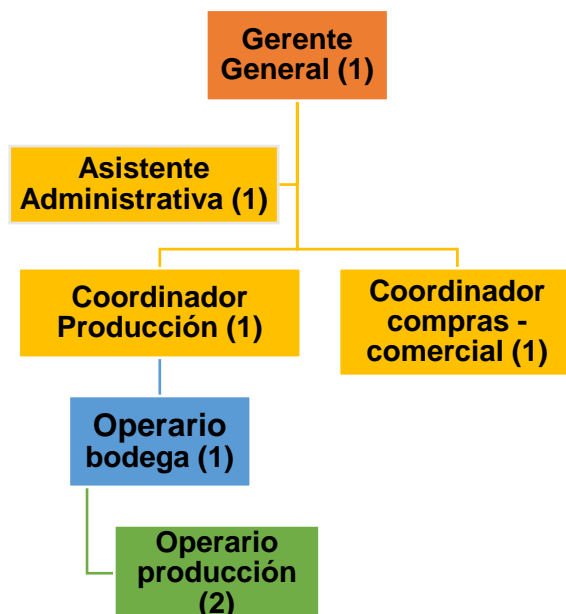 Gerente
General (1)
Asistente
Administrativa (1)
Coordinador
Producción (1)
Coordinador
compras -
comercial (1)
Operario
bodega (1)
Operario
producción
(2)